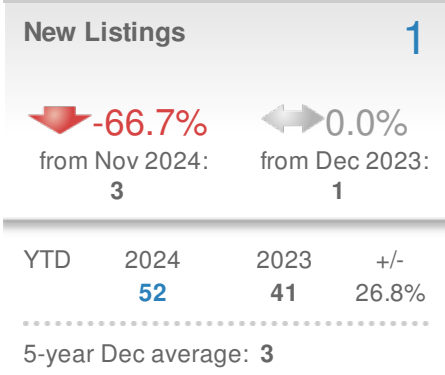 New Listings 1
-66.7% 0.0%
from Nov 2024: from Dec 2023:
3 1
YTD 2024 2023 +/-
52 41 26.8%
5-year Dec average: 3